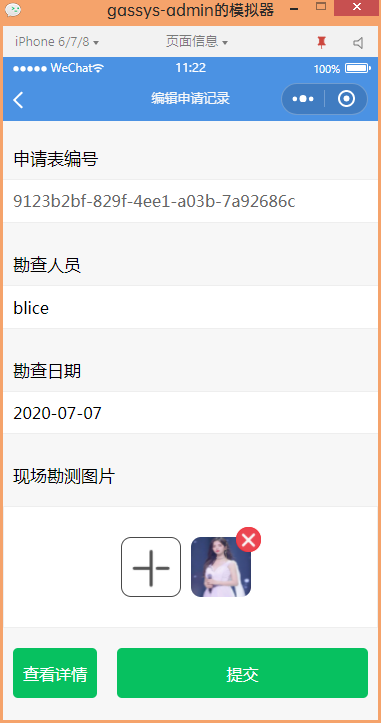 gassys-admin的模拟器
iPhone 6/7/8 页面信息
WeChat 11:22 100%
编辑申请记录
申请表编号
9123b2bf-829f-4ee1-a03b-7a92686c
勘查人员
blice
勘查日期
2020-07-07
现场勘测图片
查看详情 提交